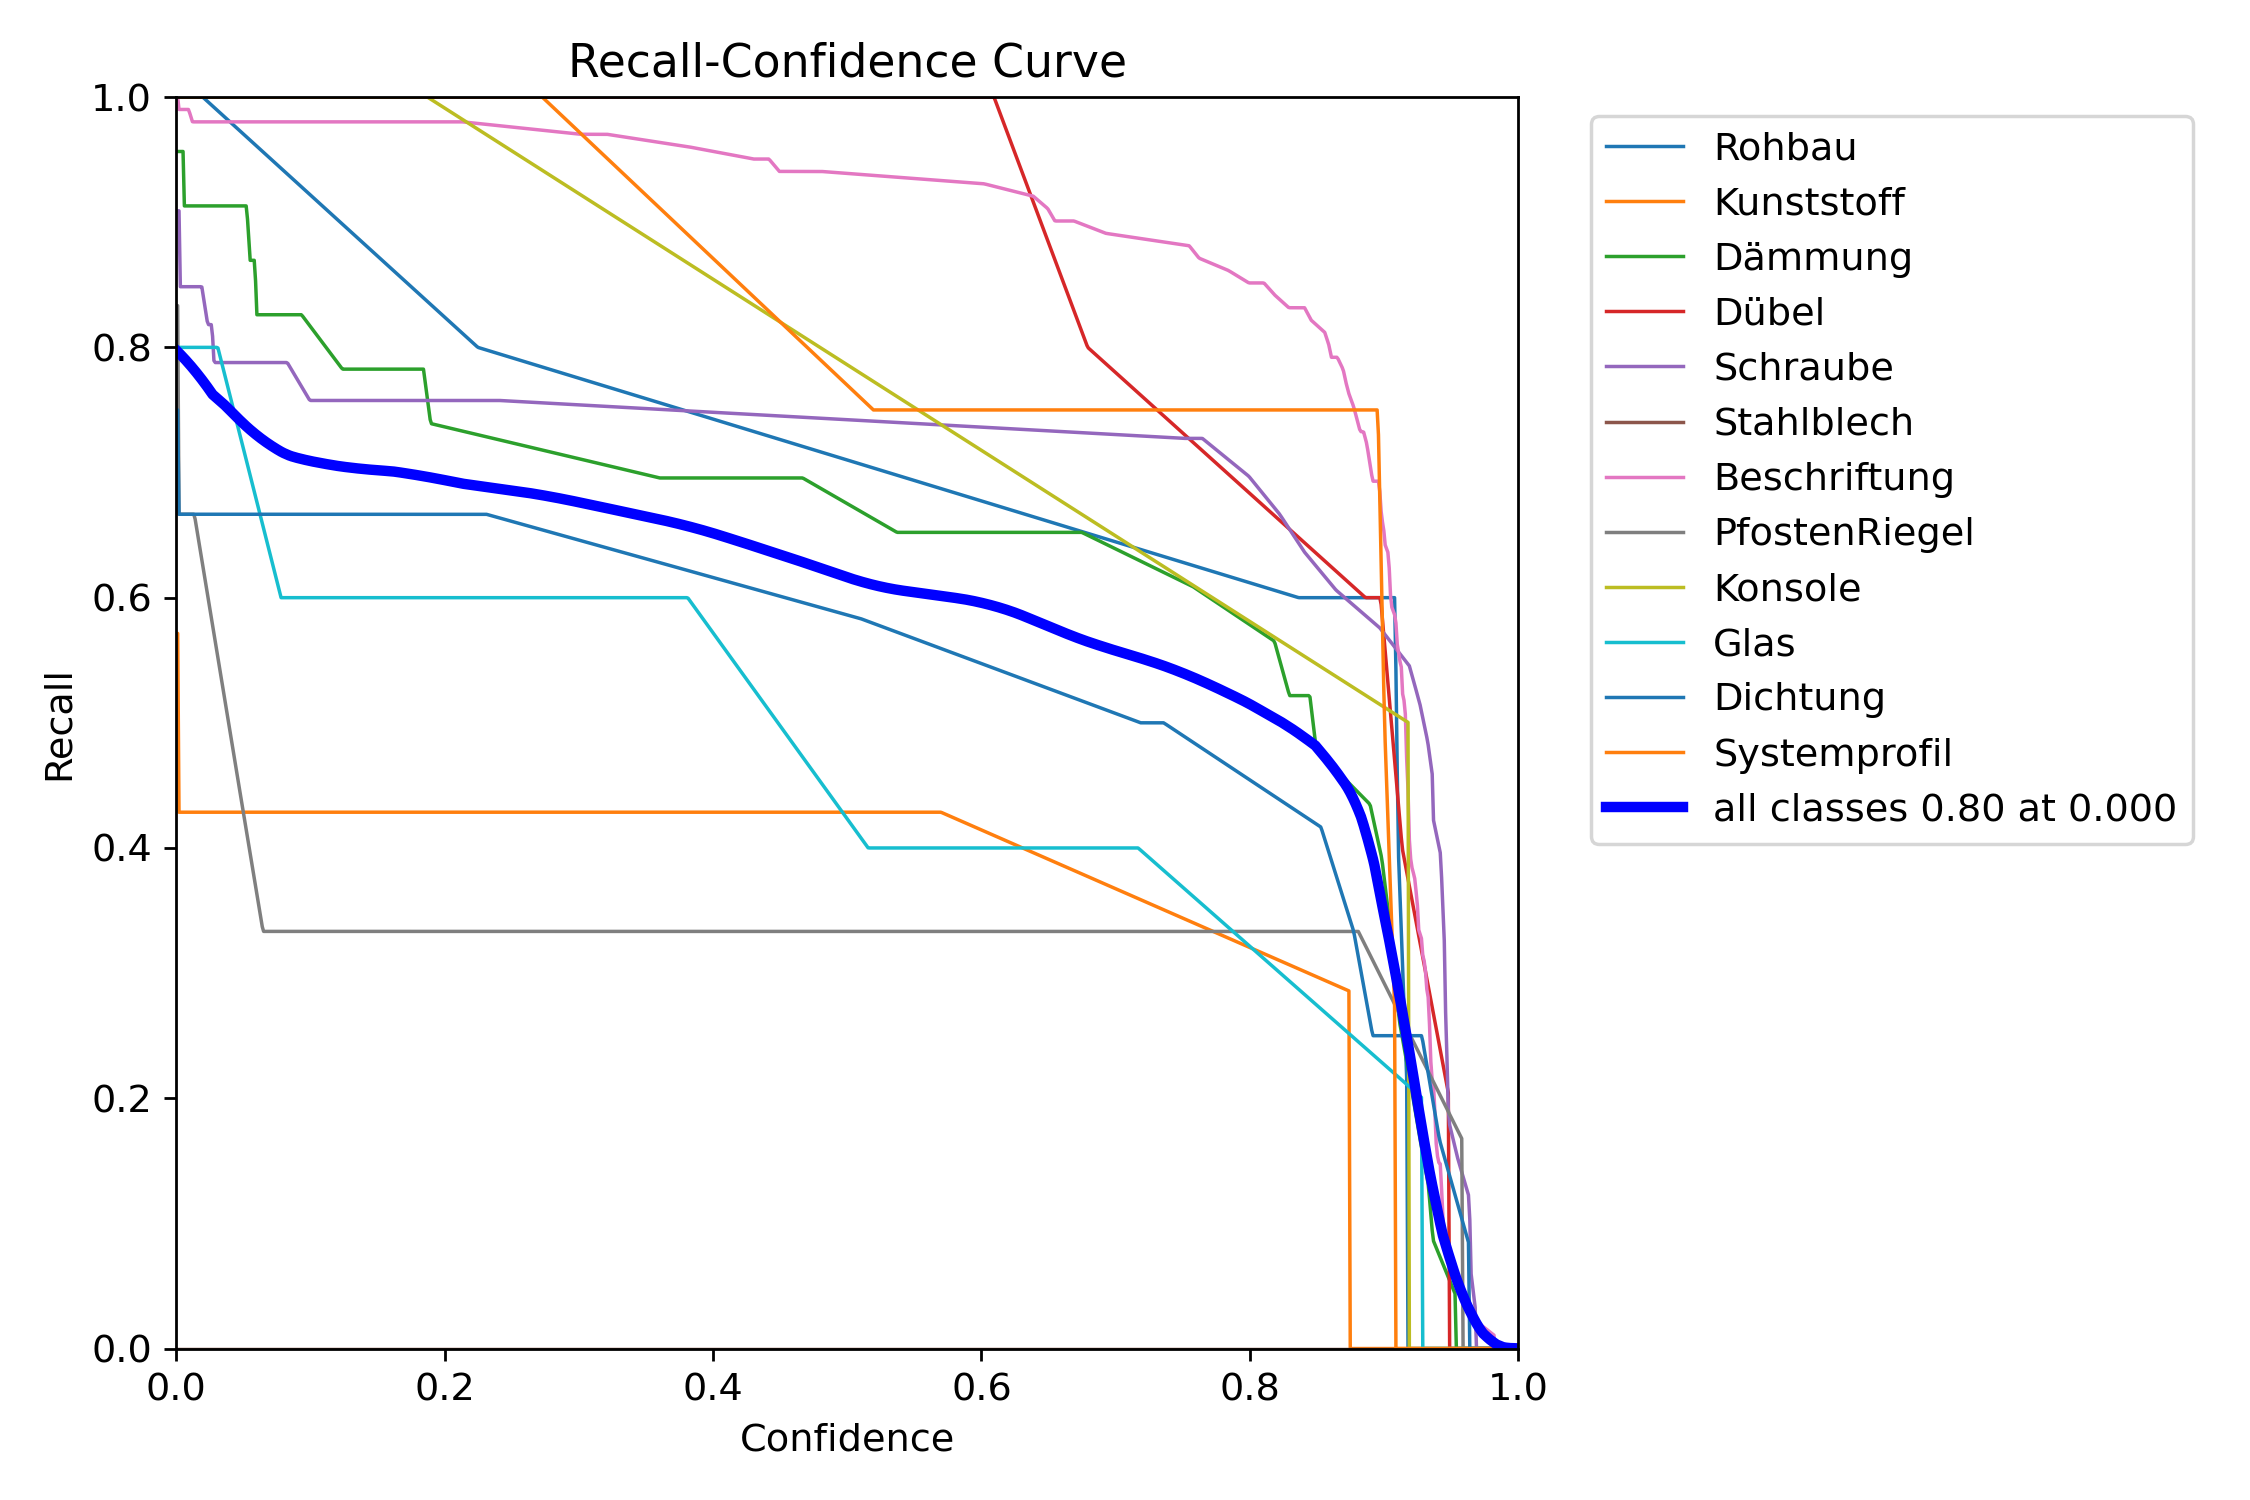 Recall-Confidence Curve
1.0
0.8
0.6
0.4
0.2
0.0
Recall
0.0 0.2 0.4 0.6 0.8 1.0
Confidence
Rohbau
Kunststoff
Dämmung
Dübel
Schraube
Stahlblech
Beschriftung
PfostenRiegel
Konsole
Glas
Dichtung
Systemprofil
all classes 0.80 at 0.000